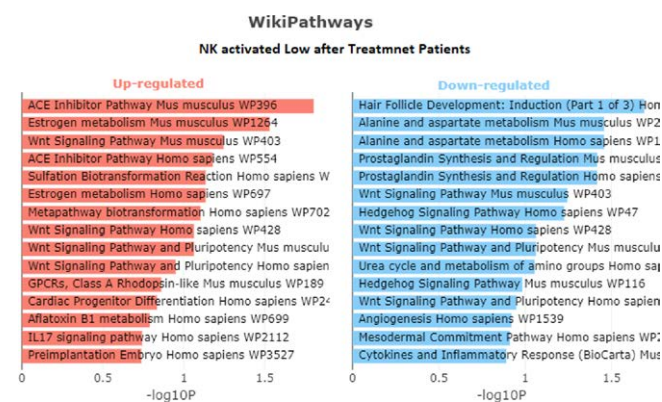 WikiPathways
NK activated Low after Treatmnet Patients
Up-regulated
ACE Inhibitor Pathway Mus musculus WP396
Estrogen metabolism Mus musculus WP1264
Wnt Signaling Pathway Mus musculus WP403
ACE Inhibitor Pathway Homo sapiens WP554
Sulfation Biotransformation Reaction Homo sapiens W
Estrogen metabolism Homo sapiens WP697
Metapathway biotransformation Homo sapiens WP702
Wnt Signaling Pathway Homo sapiens WP428
Wnt Signaling Pathway and Pluripotency Mus musculu
Wnt Signaling Pathway and Pluripotency Homo sapien
GPCRs, Class A Rhodopsin-like Mus musculus WP189
Cardiac Progenitor Differentiation Homo sapiens WP24
Aflatoxin B1 metabolism Homo sapiens WP699
IL17 signaling pathway Homo sapiens WP2112
Preimplantation Embryo Homo sapiens WP3527
0 0.5 1 1.5
-log10P
Down-regulated
Hair Follicle Development: Induction (Part 1 of 3) Hom
Alanine and aspartate metabolism Mus musculus WP2
Alanine and aspartate metabolism Homo sapiens WP1
Prostaglandin Synthesis and Regulation Mus musculus
Prostaglandin Synthesis and Regulation Homo sapiens
Wnt Signaling Pathway Mus musculus WP403
Hedgehog Signaling Pathway Homo sapiens WP47
Wnt Signaling Pathway Homo sapiens WP428
Wnt Signaling Pathway and Pluripotency Mus musculu
Urea cycle and metabolism of amino groups Homo sap
Hedgehog Signaling Pathway Mus musculus WP116
Wnt Signaling Pathway and Pluripotency Homo sapien
Angiogenesis Homo sapiens WP1539
Mesodermal Commitment Pathway Homo sapiens WP2
Cytokines and Inflammatory Response (BioCarta) Mus
0 0.5 1 1.5
-log10P